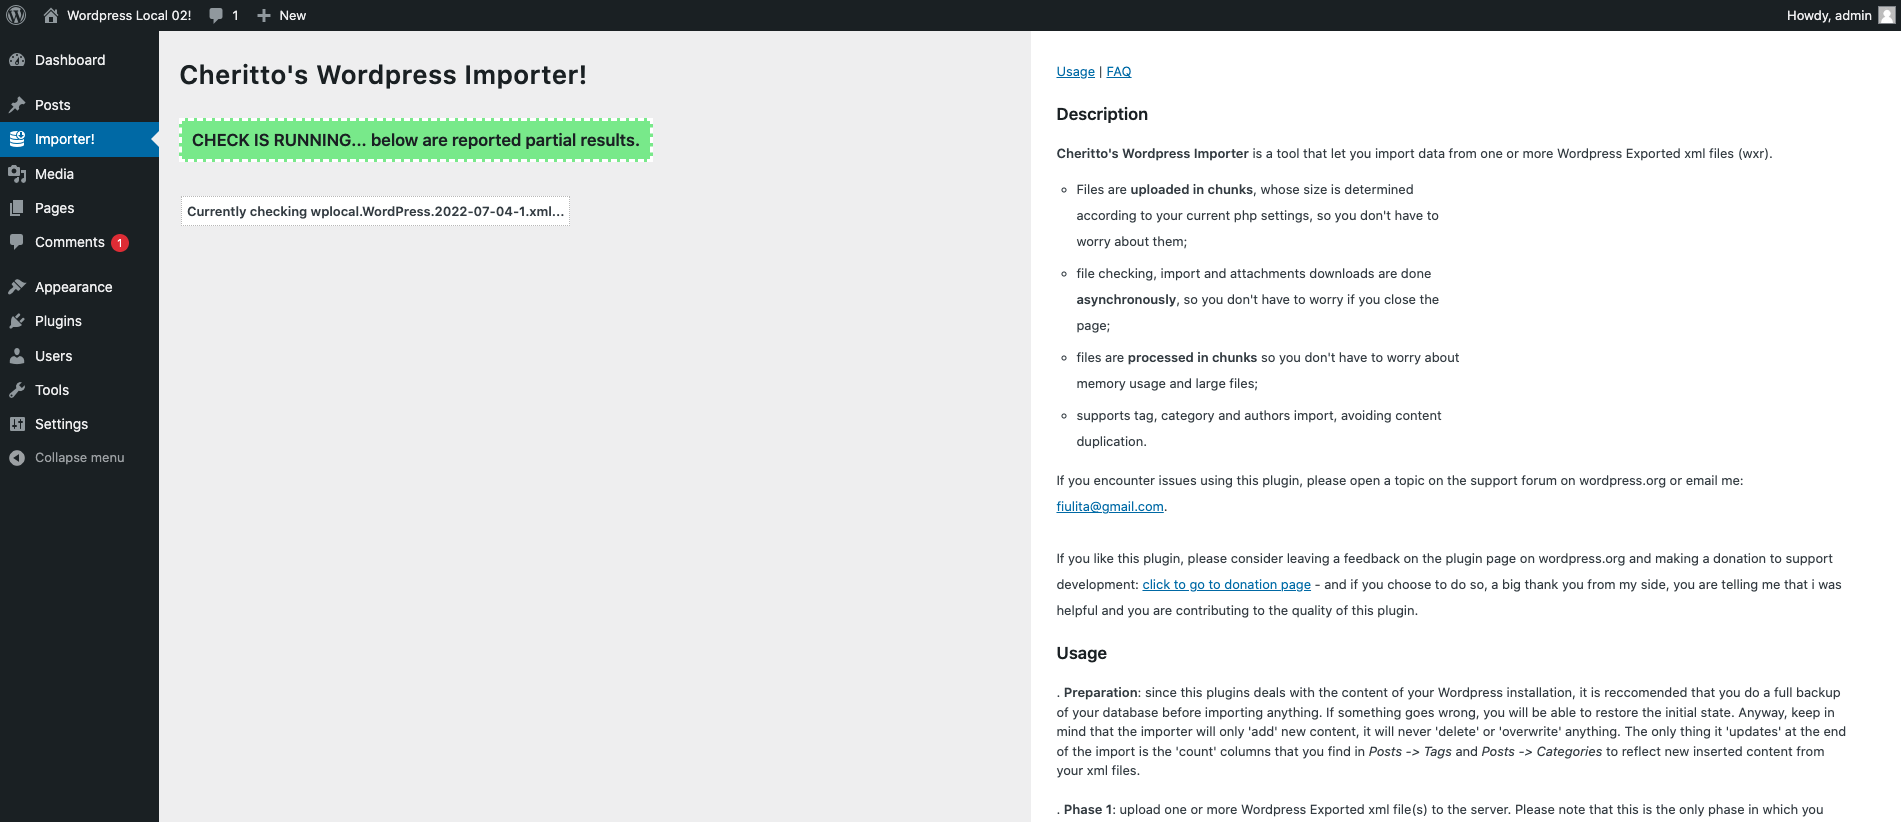 Wordpress Local 02!
1
New
Howdy, admin
Dashboard
Posts
Importer!
Media
Pages
Comments 1
Appearance
Plugins
Users
Tools
Settings
Collapse menu
Cheritto's Wordpress Importer!
CHECK IS RUNNING... below are reported partial results.
Currently checking wplocal.WordPress.2022-07-04-1.xml...
Usage | FAQ
Description
Cheritto's Wordpress Importer is a tool that let you import data from one or more Wordpress Exported xml files (wxr).
Files are uploaded in chunks, whose size is determined
according to your current php settings, so you don't have to
worry about them;
file checking, import and attachments downloads are done
asynchronously, so you don't have to worry if you close the
page;
files are processed in chunks so you don't have to worry about
memory usage and large files;
supports tag, category and authors import, avoiding content
duplication.
If you encounter issues using this plugin, please open a topic on the support forum on wordpress.org or email me:
fiulita@gmail.com.
If you like this plugin, please consider leaving a feedback on the plugin page on wordpress.org and making a donation to support
development: click to go to donation page - and if you choose to do so, a big thank you from my side, you are telling me that i was
helpful and you are contributing to the quality of this plugin.
Usage
. Preparation: since this plugins deals with the content of your Wordpress installation, it is reccomended that you do a full backup
of your database before importing anything. If something goes wrong, you will be able to restore the initial state. Anyway, keep in
mind that the importer will only 'add' new content, it will never 'delete' or 'overwrite' anything. The only thing it 'updates' at the end
of the import is the 'count' columns that you find in Posts -> Tags and Posts -> Categories to reflect new inserted content from
your xml files.
. Phase 1: upload one or more Wordpress Exported xml file(s) to the server. Please note that this is the only phase in which you